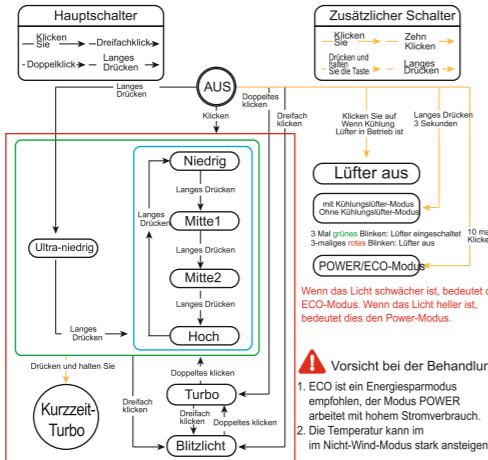 Hauptschalter
Klicken
Sie
Dreifachklick
Doppelklick
Langes
Drücken
Zusätzlicher Schalter
Klicken
Sie
Zehn
Klicken
Drücken und
halten
Sie die Taste
Langes
Drücken
AUS
Langes
Drücken
Klicken
Doppeltes
klicken
Dreifach
klicken
Klicken Sie auf
Wenn Kühlung
Lüfter in Betrieb ist
Langes Drücken
3 Sekunden
Lüfter aus
mit Kühlungslüfter-Modus
Ohne Kühlungslüfter-Modus
3 Mal grünes Blinken: Lüfter eingeschaltet
3-maliges rotes Blinken: Lüfter aus
10 mal
Klicken
POWER/ECO-Modus
Wenn das Licht schwächer ist, bedeutet d
ECO-Modus. Wenn das Licht heller ist,
bedeutet dies den Power-Modus.
Niedrig
Langes Drücken
Mitte1
Langes
Drücken
Langes Drücken
Mitte2
Langes Drücken
Hoch
Ultra-niedrig
Langes
Drücken
Drücken und halten Sie
Kurzzeit-
Turbo
Doppeltes klicken
Turbo
Dreifach
klicken
Dreifach
klicken
Doppeltes klicken
Blitzlicht
Vorsicht bei der Behandlun
1. ECO ist ein Energiesparmodus
empfohlen, der Modus POWER
arbeitet mit hohem Stromverbrauch.
2. Die Temperatur kann im
im Nicht-Wind-Modus stark ansteigen